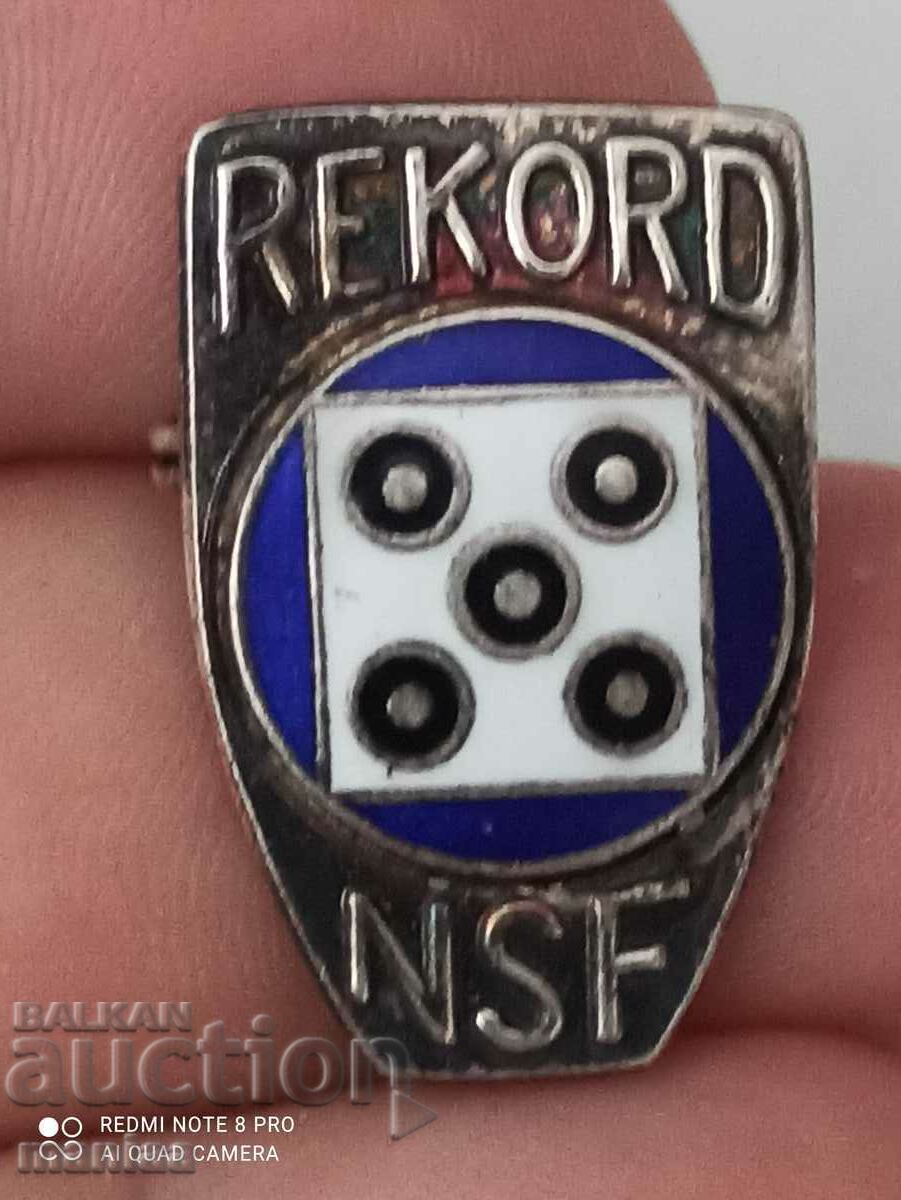 REKORD
NSF
BALKAN
auction
REDMI NOTE 8 PRO
AI QUAD CAMERA